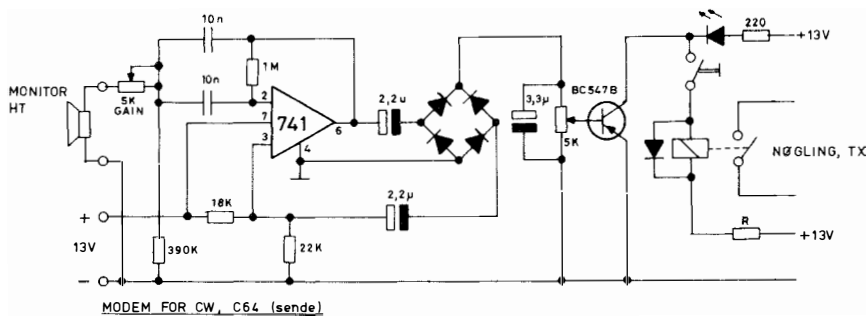 10n
220
+13V
1M
MONITOR
HT
5K
GAIN
10n
2,2u
3,3µ
BC547B
2
7
3
741
6
4
5K
NØGLING, TX
2,2µ
18K
R
+13V
+
13V
-
390K
22K
MODEM FOR CW, C64 (sende)